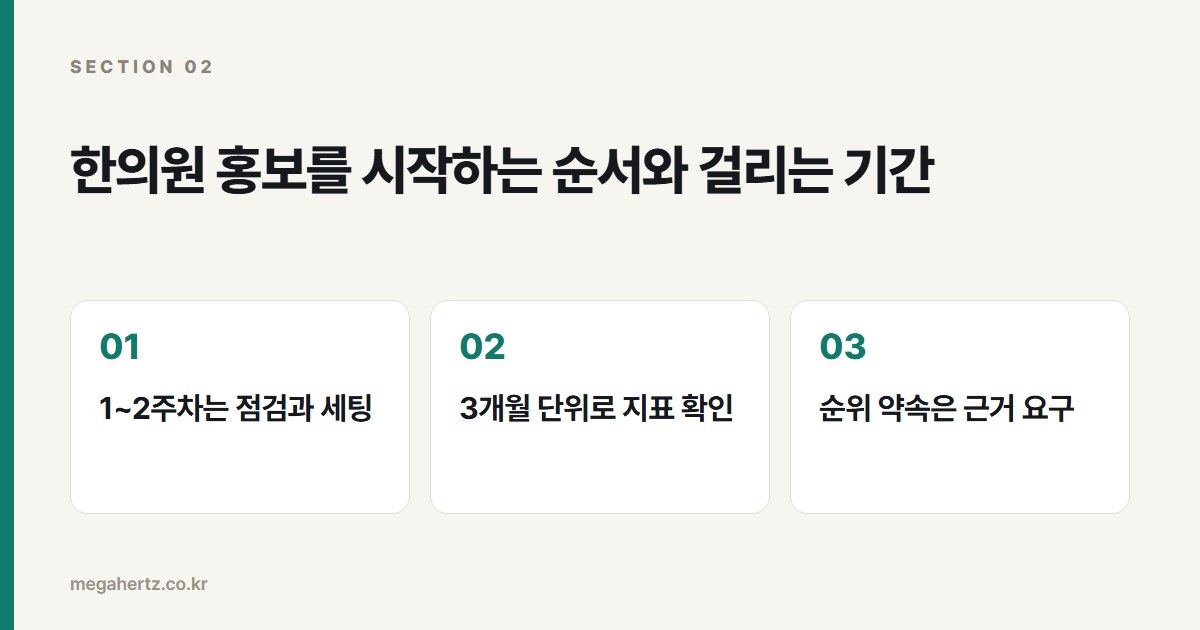 SECTION 02
한의원 홍보를 시작하는 순서와 걸리는 기간
01
1~2주차는 점검과 세팅
02
3개월 단위로 지표 확인
03
순위 약속은 근거 요구
megahertz.co.kr